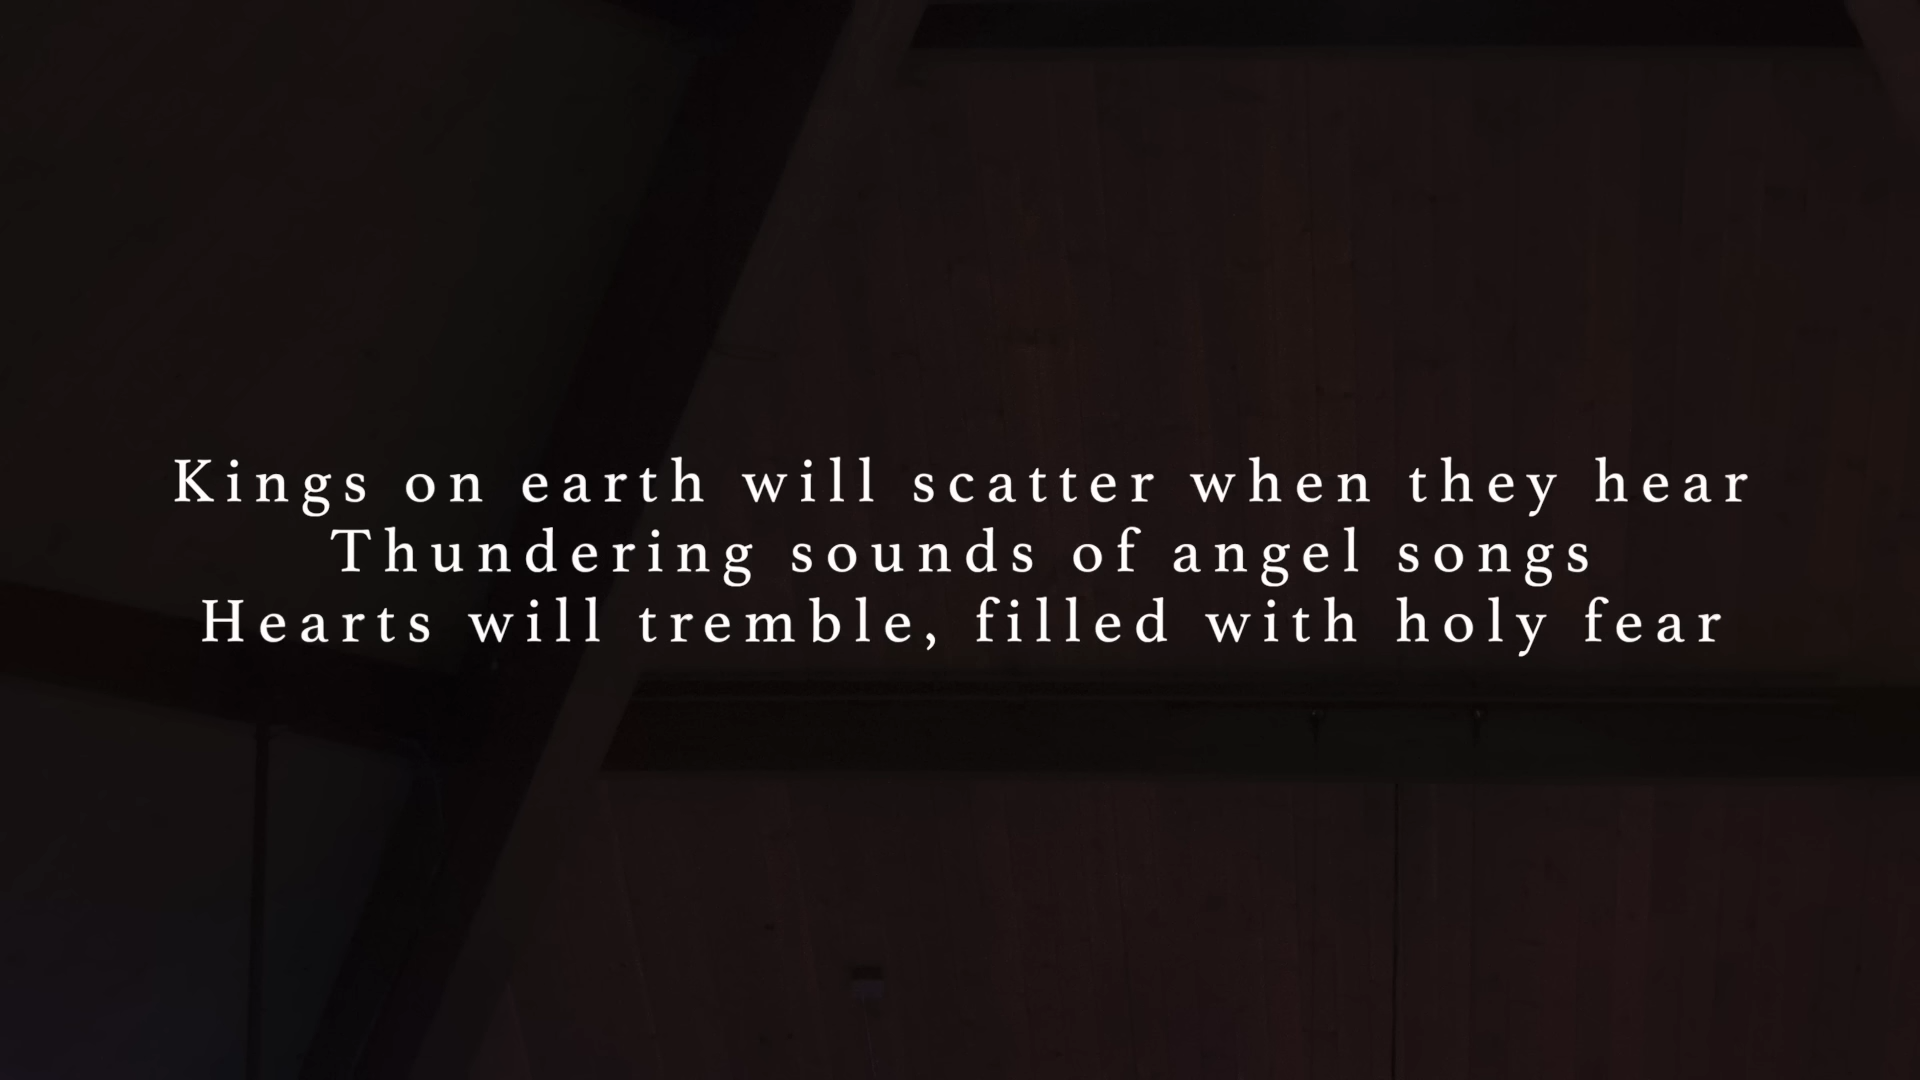 Kings on earth will scatter when they hear
Thundering sounds of angel songs
Hearts will tremble, filled with holy fear